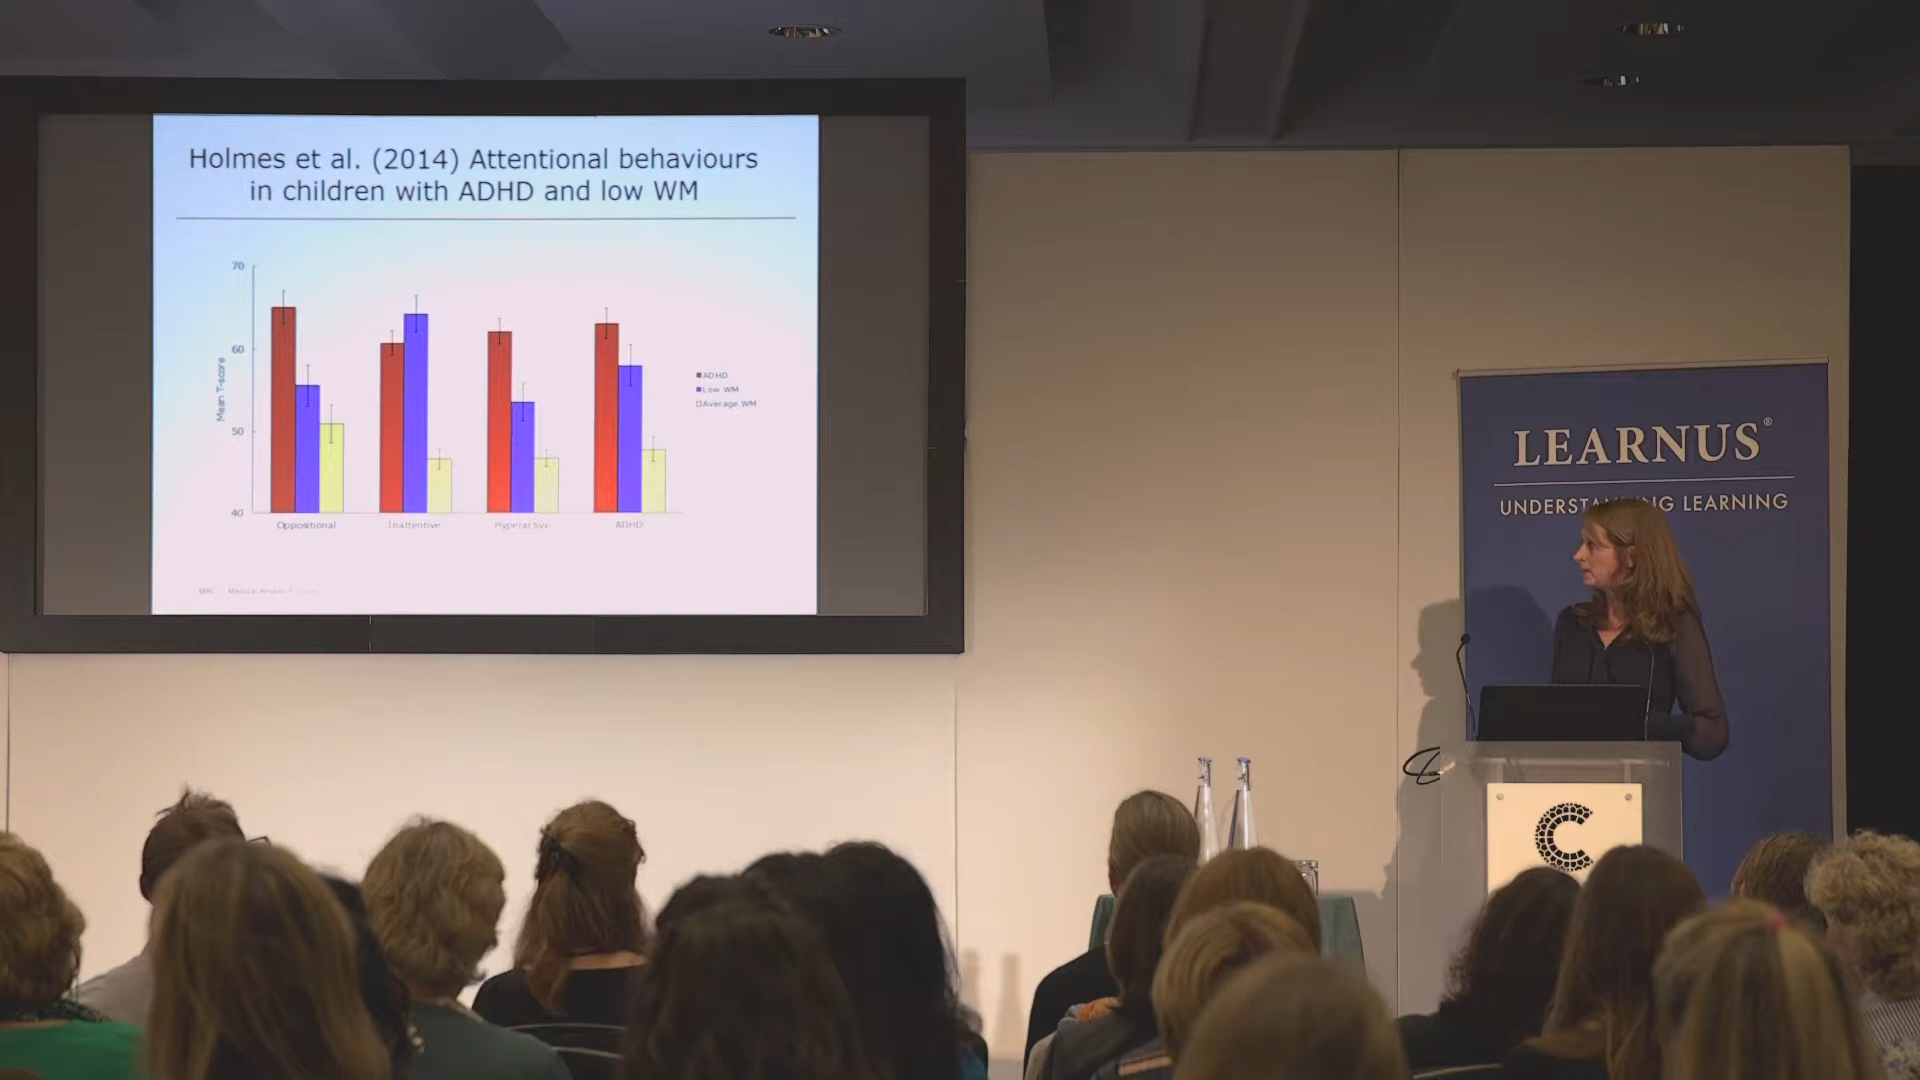 Holmes et al. (2014) Attentional behaviours
in children with ADHD and low WM
70
60
50
40
Mean T-score
ADHD
Low WM
Average WM
Oppositional
Inattentive
Hyperactive
ADHD
MRC
LEARNUS®
LEARNING
C